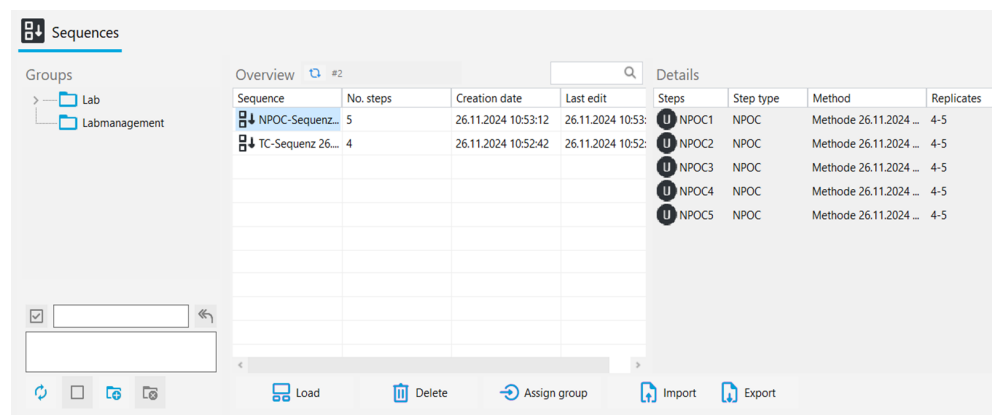 Sequences
Groups
Lab
Labmanagement
Overview #2
Sequence No. steps Creation date Last edit
NPOC-Sequenz... 5 26.11.2024 10:53:12 26.11.2024 10:53:
TC-Sequenz 26.... 4 26.11.2024 10:52:42 26.11.2024 10:52:
Details
Steps Step type Method Replicates
U NPOC1 NPOC Methode 26.11.2024 ... 4-5
U NPOC2 NPOC Methode 26.11.2024 ... 4-5
U NPOC3 NPOC Methode 26.11.2024 ... 4-5
U NPOC4 NPOC Methode 26.11.2024 ... 4-5
U NPOC5 NPOC Methode 26.11.2024 ... 4-5
Load Delete Assign group Import Export